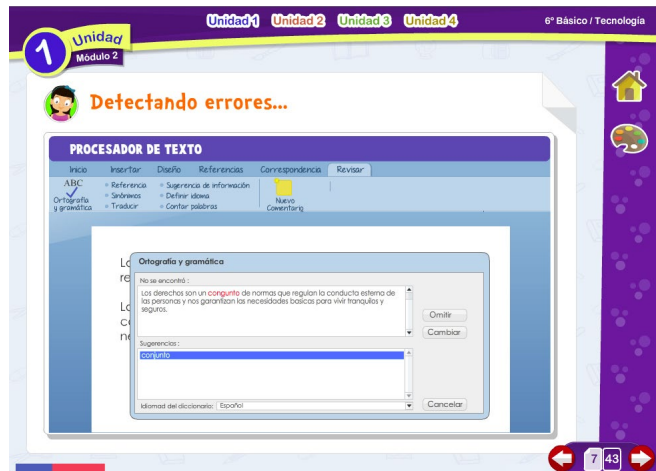 Unidad 1 Unidad 2 Unidad 3 Unidad 4
6º Básico / Tecnología
1 Unidad
Módulo 2
Detectando errores...
PROCESADOR DE TEXTO
Inicio Insertar Diseño Referencias Correspondencia Revisar
ABC
Ortografía
y gramática
» Referencia
» Sinónimos
» Traducir
» Sugerencia de información
» Definir idioma
» Contar palabras
Nuevo
Comentario
Ortografía y gramática
No se encontró :
Los derechos son un congunto de normas que regulan la conducta esterna de
las personas y nos garantizan las necesidades basicas para vivir tranquilos y
seguros.
Omitir
Cambiar
Sugerencias :
conjunto
Idiomad del diccionario: Español
Cancelar
7 43